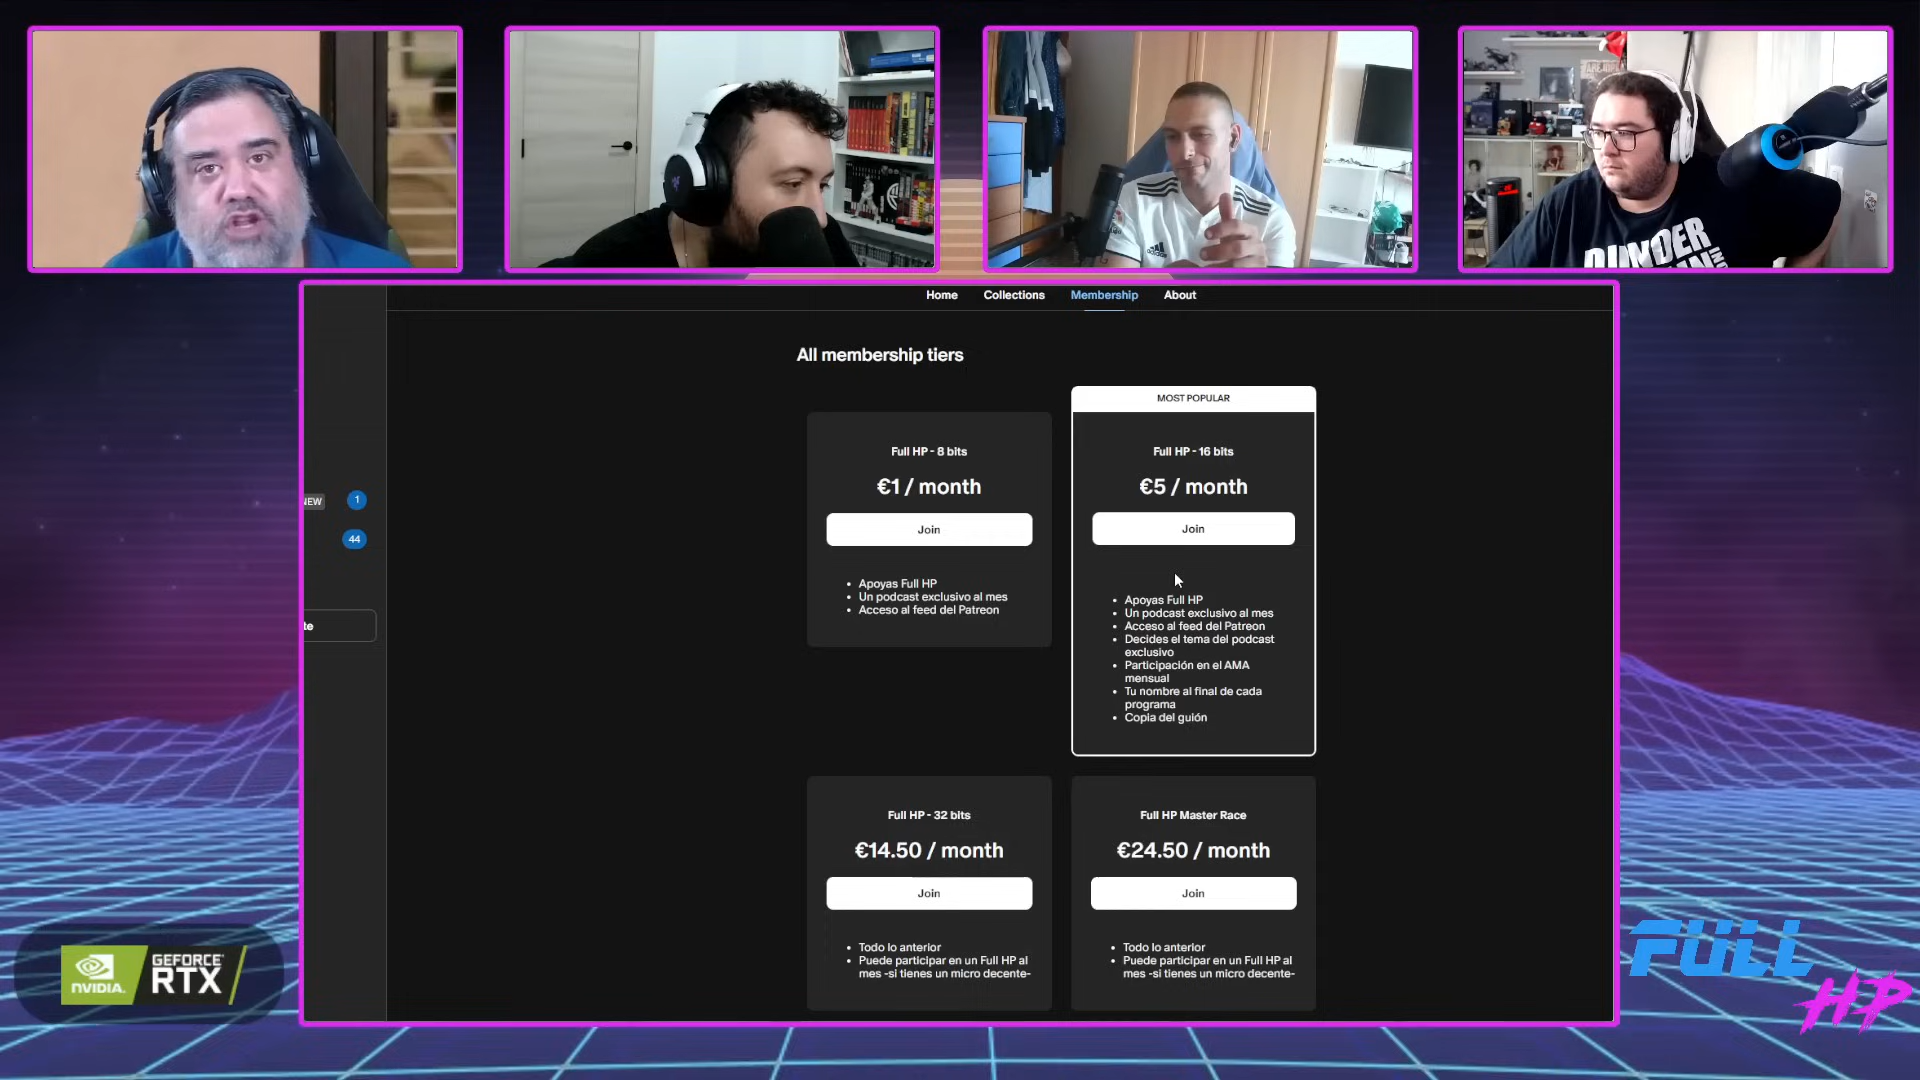 DUNDER
Home
Collections
Membership
About
All membership tiers
MOST POPULAR
Full HP - 8 bits
€1 / month
Join
• Apoyas Full HP
• Un podcast exclusivo al mes
• Acceso al feed del Patreon
Full HP - 16 bits
€5 / month
Join
• Apoyas Full HP
• Un podcast exclusivo al mes
• Acceso al feed del Patreon
• Decides el tema del podcast
exclusivo
• Participación en el AMA
mensual
• Tu nombre al final de cada
programa
• Copia del guión
NEW
1
44
Full HP - 32 bits
€14.50 / month
Join
• Todo lo anterior
• Puede participar en un Full HP al
mes -si tienes un micro decente-
Full HP Master Race
€24.50 / month
Join
• Todo lo anterior
• Puede participar en un Full HP al
mes -si tienes un micro decente-
NVIDIA.
GEFORCE
RTX
FULL
HP